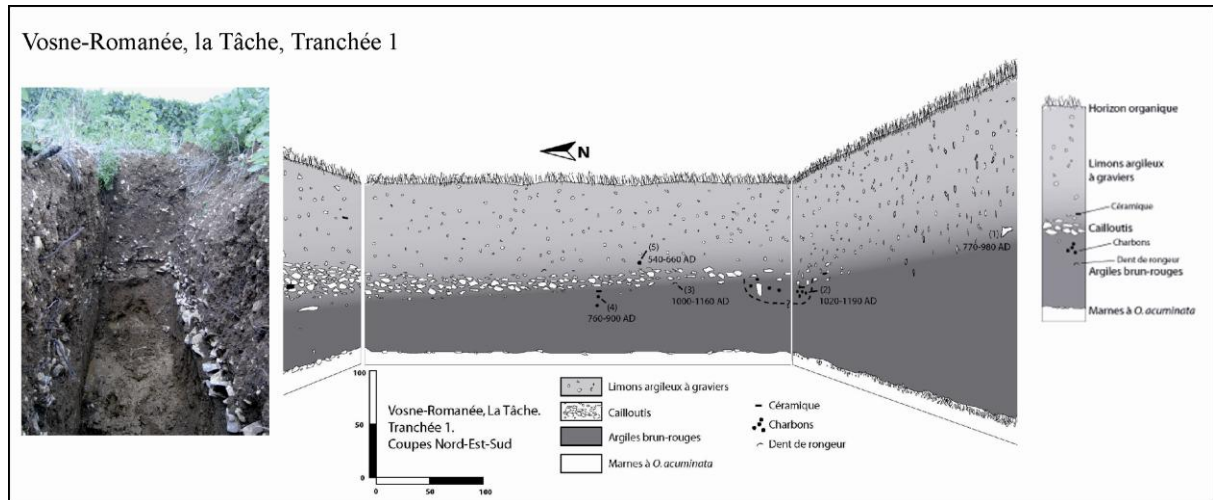 Vosne-Romanée, la Tâche, Tranchée 1
N
(1)
770-980 AD
(5)
540-660 AD
(3)
1000-1160 AD
(2)
1020-1190 AD
(4)
760-900 AD
?
Horizon organique
Limons argileux
à graviers
Céramique
Cailloutis
Charbons
Dent de rongeur
Argiles brun-rouges
Marnes à O. acuminata
100
50
0
0 50 100
Vosne-Romanée, La Tâche.
Tranchée 1.
Coupes Nord-Est-Sud
Limons argileux à graviers
Cailloutis
Argiles brun-rouges
Marnes à O. acuminata
Céramique
Charbons
Dent de rongeur